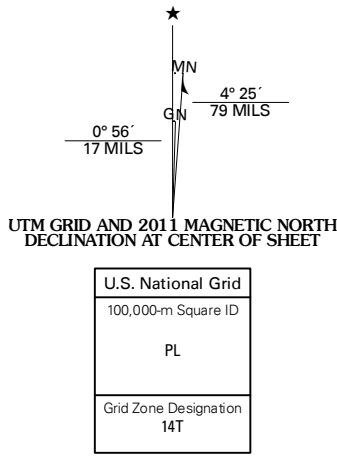 MN
4° 25´
79 MILS
GN
0° 56´
17 MILS
UTM GRID AND 2011 MAGNETIC NORTH
DECLINATION AT CENTER OF SHEET
U.S. National Grid
100,000-m Square ID
PL
Grid Zone Designation
14T